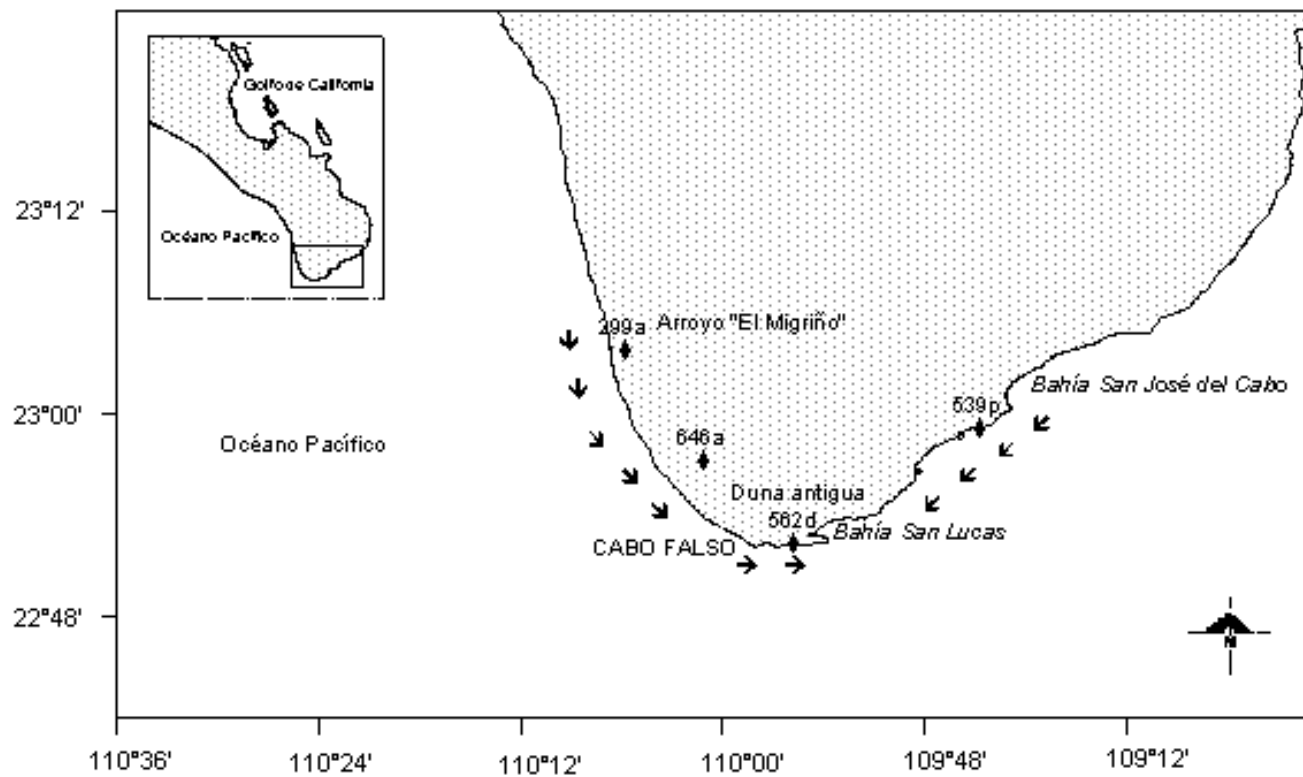 Golfo de California
Océano Pacífico
23°12'
299a
Arroyo "El Migriño"
Bahía San José del Cabo
539p
23°00'
Océano Pacífico
646a
Duna antigua
562d
Bahía San Lucas
CABO FALSO
22°48'
N
110°36'
110°24'
110°12'
110°00'
109°48'
109°12'